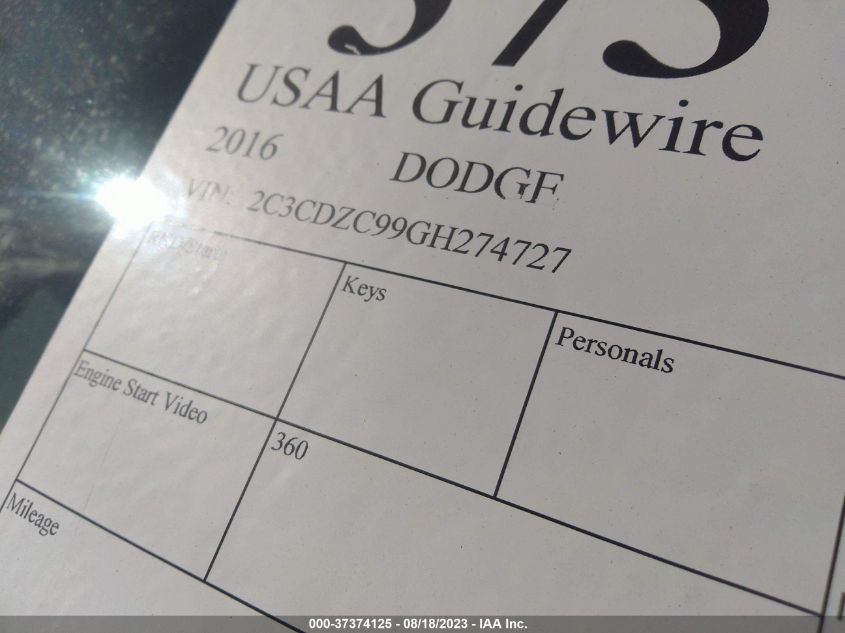 USAA Guidewire
2016 DODGE
VIN: 2C3CDZC99GH274727
Keys
Personals
Engine Start Video
360
Mileage
000-37374125 - 08/18/2023 - IAA Inc.